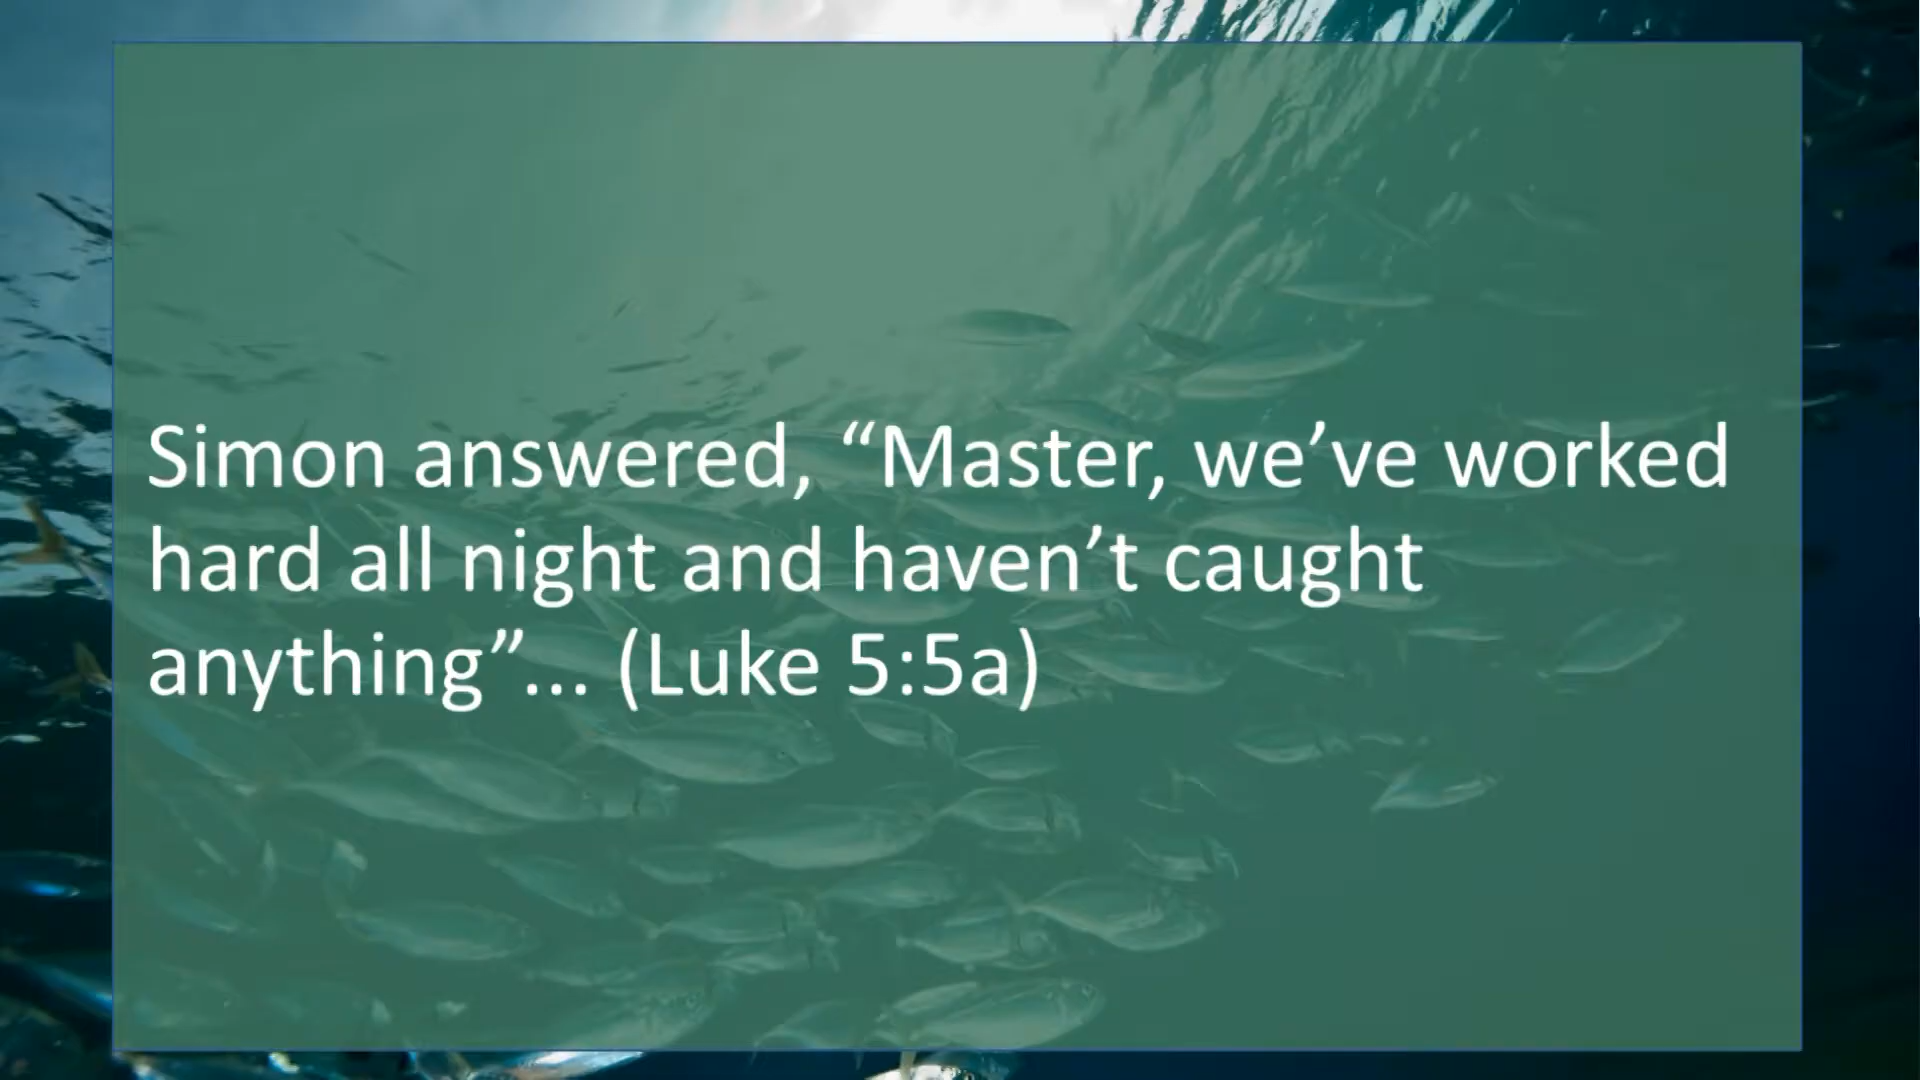 Simon answered, “Master, we’ve worked
hard all night and haven’t caught
anything”... (Luke 5:5a)